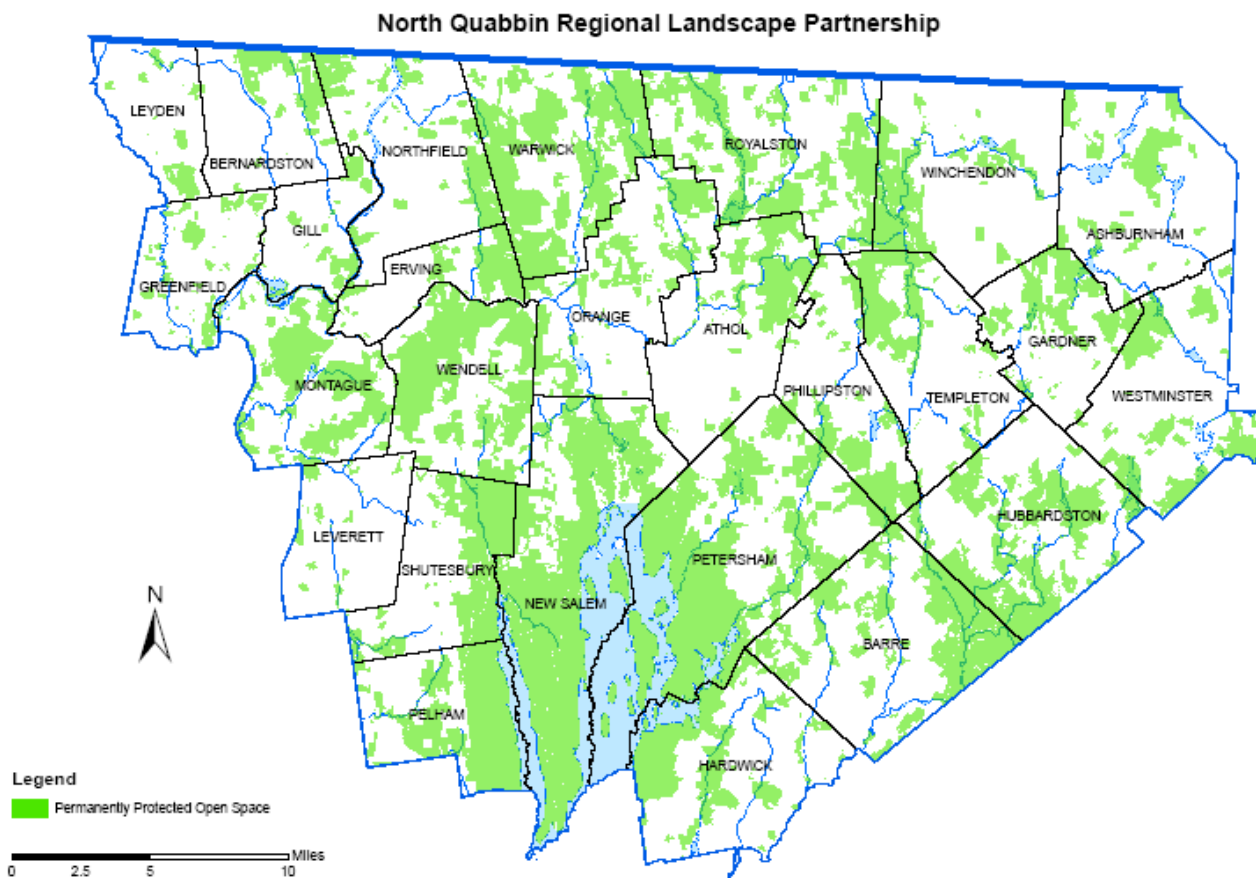 North Quabbin Regional Landscape Partnership
LEYDEN
BERNARDSTON
NORTHFIELD
WARWICK
ROYALSTON
WINCHENDON
ASHBURNHAM
GILL
GREENFIELD
ERVING
ORANGE
ATHOL
GARDNER
MONTAGUE
WENDELL
PHILLIPSTON
TEMPLETON
WESTMINSTER
LEVERETT
SHUTESBURY
NEW SALEM
PETERSHAM
HUBBARDSTON
BARRE
PELHAM
HARDWICK
N
Legend
Permanently Protected Open Space
Miles
0 2.5 5 10